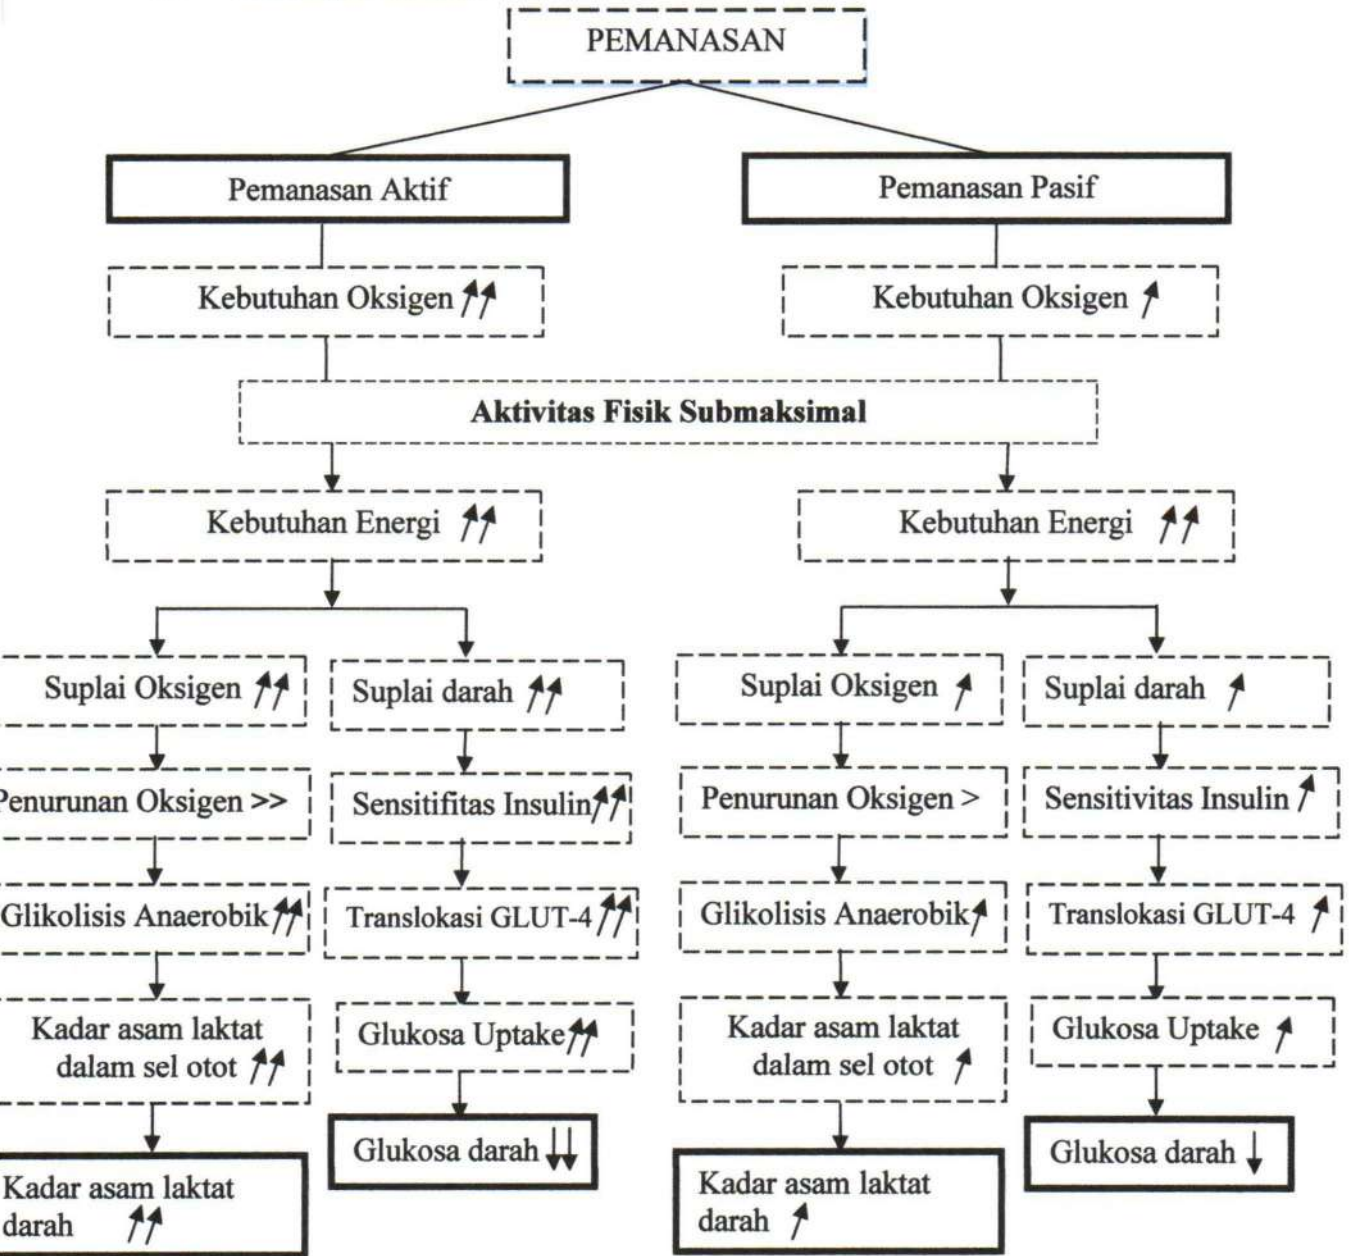 PEMANASAN
Pemanasan Aktif
Pemanasan Pasif
Kebutuhan Oksigen
Kebutuhan Oksigen
Aktivitas Fisik Submaksimal
Kebutuhan Energi
Kebutuhan Energi
Suplai Oksigen
Suplai darah
Suplai Oksigen
Suplai darah
Penurunan Oksigen >>
Sensitifitas Insulin
Penurunan Oksigen >
Sensitivitas Insulin
Glikolisis Anaerobik
Translokasi GLUT-4
Glikolisis Anaerobik
Translokasi GLUT-4
Kadar asam laktat
dalam sel otot
Glukosa Uptake
Kadar asam laktat
dalam sel otot
Glukosa Uptake
Kadar asam laktat
darah
Glukosa darah
Kadar asam laktat
darah
Glukosa darah